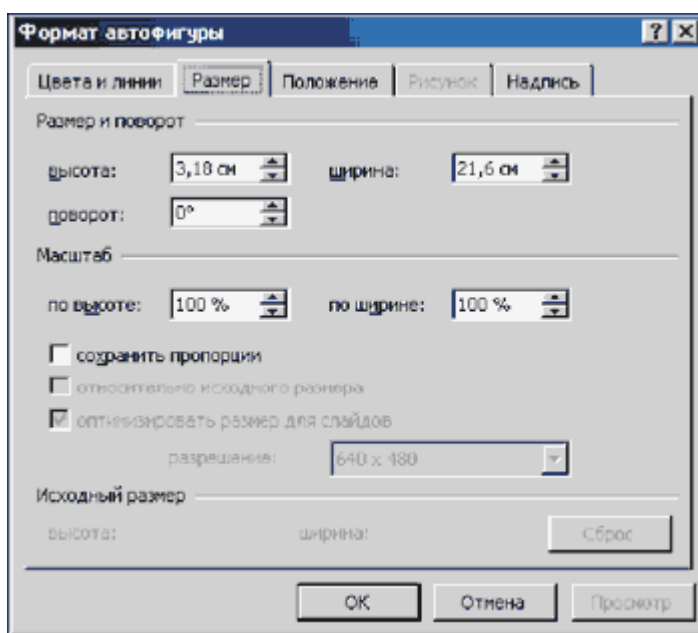 Формат автофигуры
Цвета и линии Размер Положение Рисунок Надпись
Размер и поворот
высота: 3,18 см ширина: 21,6 см
поворот: 0°
Масштаб
по высоте: 100 % по ширине: 100 %
сохранить пропорции
относительно исходного размера
оптимизировать размер для слайдов
разрешение: 640 x 480
Исходный размер
высота: ширина: Сброс
ОК Отмена Просмотр